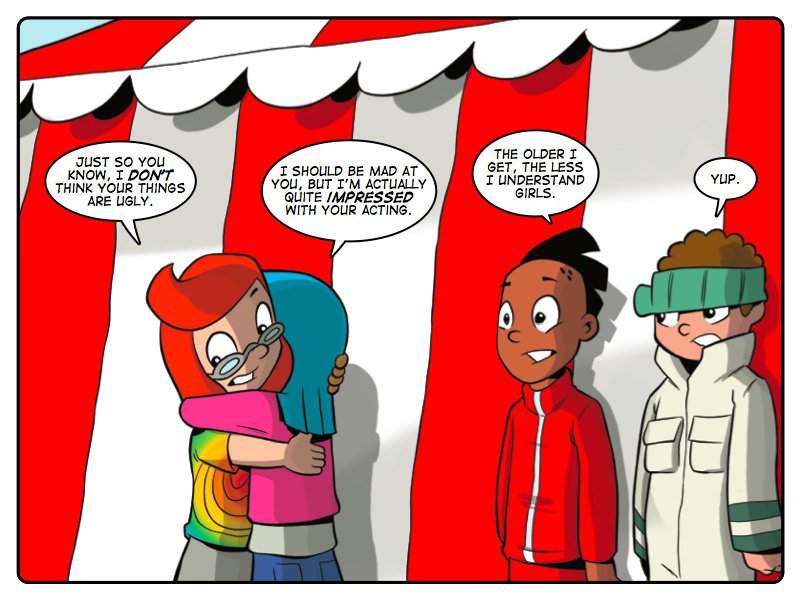 JUST SO YOU
KNOW, I DON'T
THINK YOUR THINGS
ARE UGLY.
I SHOULD BE MAD AT
YOU, BUT I'M ACTUALLY
QUITE IMPRESSED
WITH YOUR ACTING.
THE OLDER I
GET, THE LESS
I UNDERSTAND
GIRLS.
YUP.